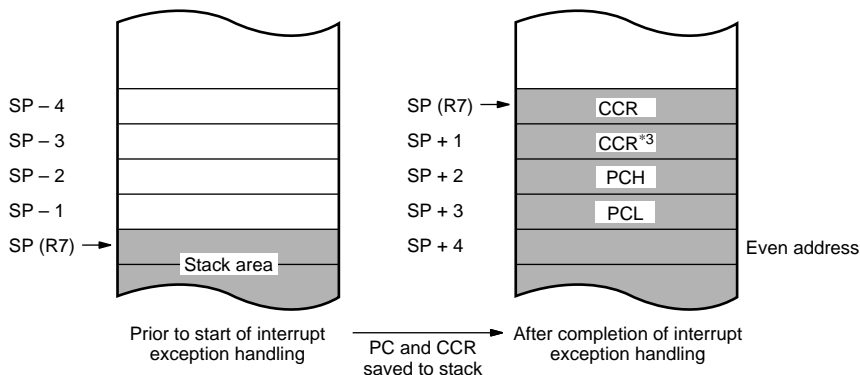 SP – 4
SP – 3
SP – 2
SP – 1
SP (R7)
Stack area
Prior to start of interrupt
exception handling
PC and CCR
saved to stack
SP (R7)
SP + 1
SP + 2
SP + 3
SP + 4
CCR
CCR*3
PCH
PCL
Even address
After completion of interrupt
exception handling